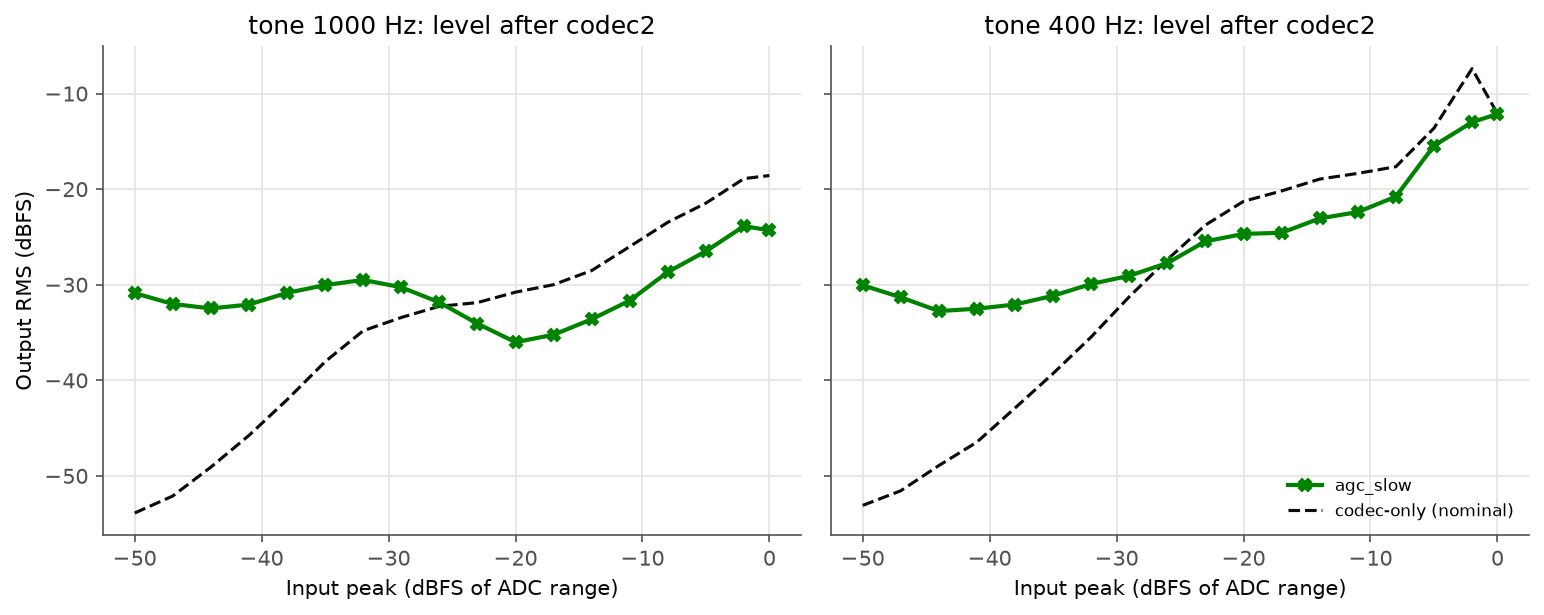 tone 1000 Hz: level after codec2
tone 400 Hz: level after codec2
Output RMS (dBFS)
−10
−20
−30
−40
−50
−50
−40
−30
−20
−10
0
−50
−40
−30
−20
−10
0
Input peak (dBFS of ADC range)
Input peak (dBFS of ADC range)
agc_slow
codec-only (nominal)